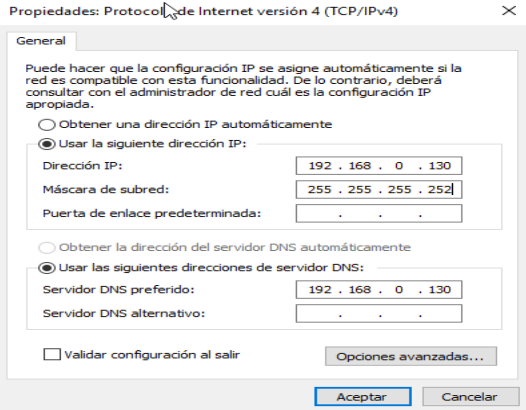 Propiedades: Protocolo de Internet versión 4 (TCP/IPv4)
General
Puede hacer que la configuración IP se asigne automáticamente si la
red es compatible con esta funcionalidad. De lo contrario, deberá
consultar con el administrador de red cuál es la configuración IP
apropiada.
Obtener una dirección IP automáticamente
Usar la siguiente dirección IP:
Dirección IP: 192 . 168 . 0 . 130
Máscara de subred: 255 . 255 . 255 . 252
Puerta de enlace predeterminada: . . .
Obtener la dirección del servidor DNS automáticamente
Usar las siguientes direcciones de servidor DNS:
Servidor DNS preferido: 192 . 168 . 0 . 130
Servidor DNS alternativo: . . .
Validar configuración al salir
Opciones avanzadas...
Aceptar
Cancelar